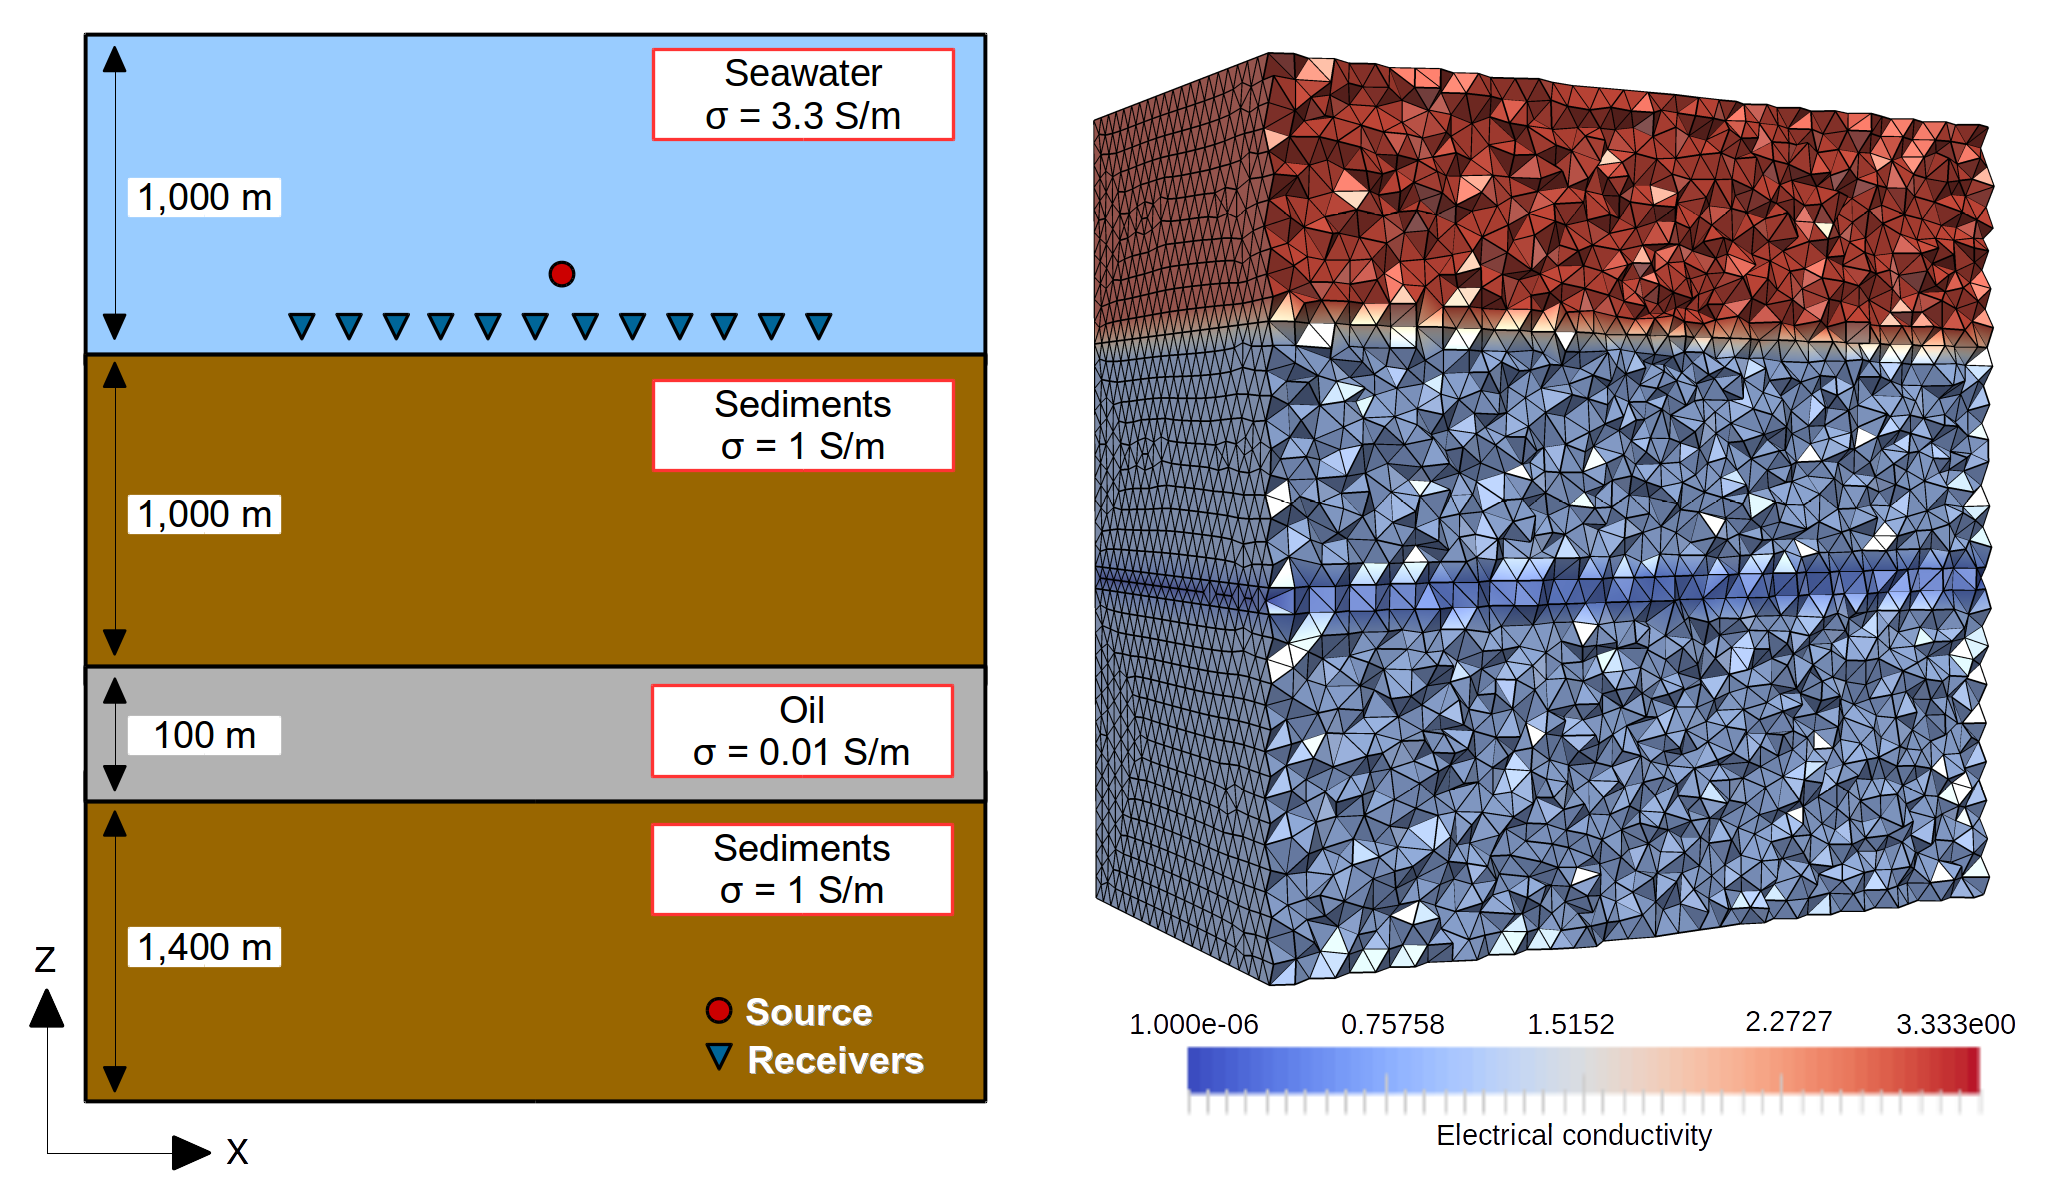 Seawater
σ = 3.3 S/m
1,000 m
Sediments
σ = 1 S/m
1,000 m
Oil
σ = 0.01 S/m
100 m
Sediments
σ = 1 S/m
1,400 m
Source
Receivers
Z
X
1.000e-06 0.75758 1.5152 2.2727 3.333e00
Electrical conductivity